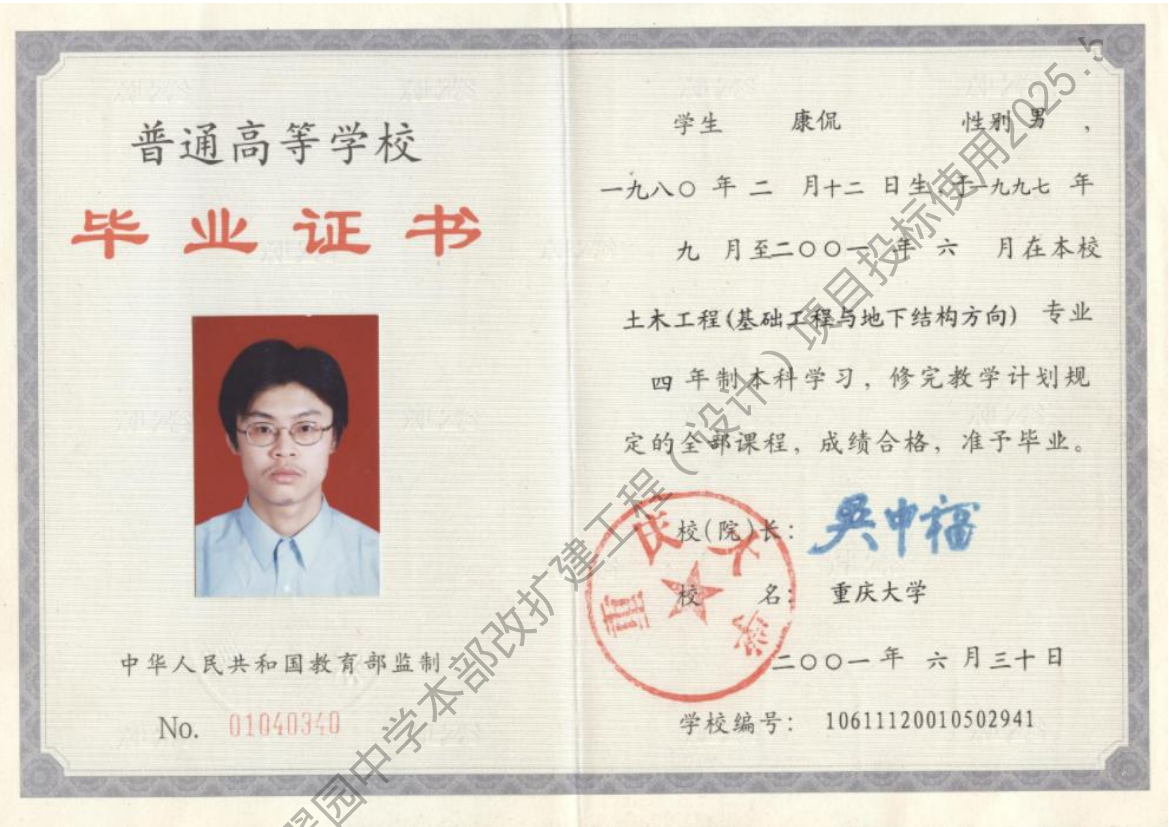 普通高等学校
毕业证书
中华人民共和国教育部监制
No. 01040340
学生 康侃 性别 男 ,
一九八〇 年 二 月十二 日生，于一九九七 年
九 月至二〇〇一 年 六 月在本校
土木工程(基础工程与地下结构方向) 专业
四 年制本科学习，修完教学计划规
定的全部课程，成绩合格，准予毕业。
校(院)长： 吴中福
校 名： 重庆大学
二〇〇一年 六月三十日
学校编号： 10611120010502941
重庆大学
翠园中学本部改扩建工程（设计）项目投标使用2025.5